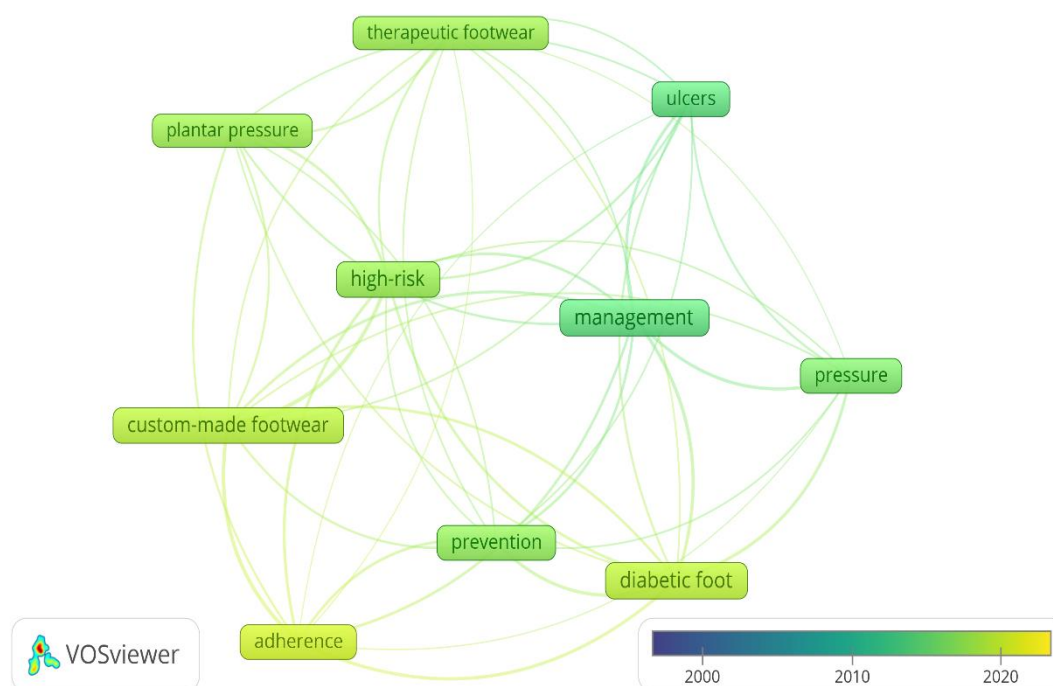 therapeutic footwear
ulcers
plantar pressure
high-risk
management
pressure
custom-made footwear
prevention
diabetic foot
adherence
VOSviewer
2000 2010 2020